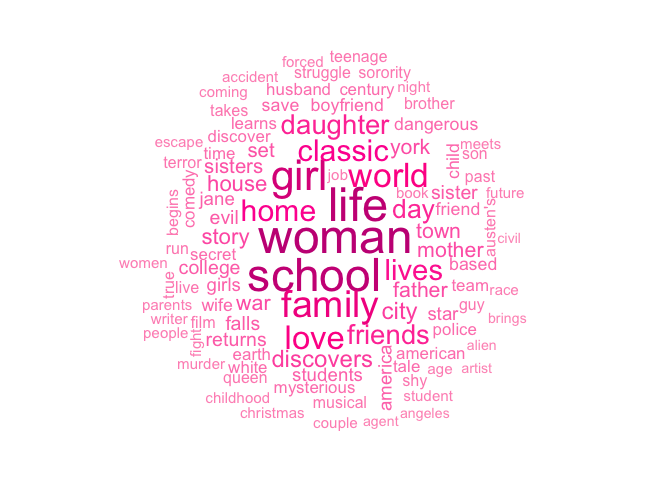 forced teenage
accident struggle sorority
coming husband century night
takes save boyfriend brother
learns daughter dangerous
escape discover set classic york meets
terror time sisters girl job world child son
comedy house book sister past future
begins jane home life day friend austen's
evil woman town civil
run story secret mother
women college school lives based
true live girls father team race
parents wife war family city star guy brings
writer film falls love friends police
people fight returns alien
murder earth discovers america american
white students tale age artist
queen mysterious shy
childhood musical student
christmas couple agent angeles